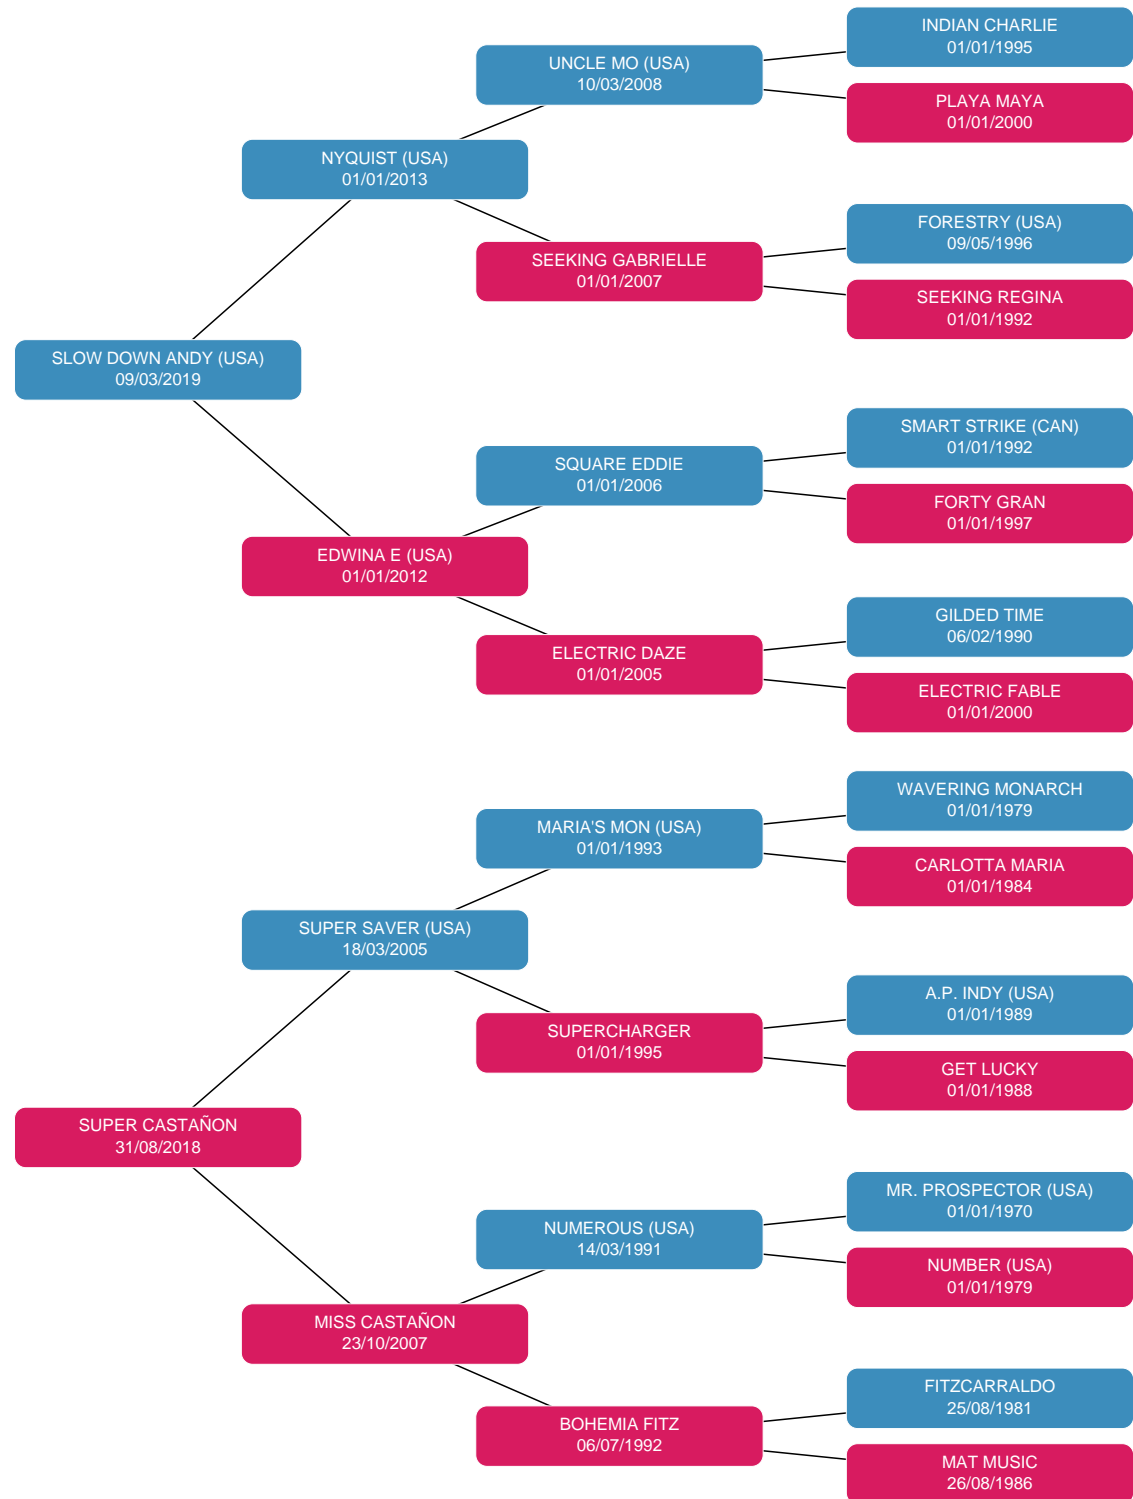 INDIAN CHARLIE
01/01/1995
UNCLE MO (USA)
10/03/2008
PLAYA MAYA
01/01/2000
NYQUIST (USA)
01/01/2013
FORESTRY (USA)
09/05/1996
SEEKING GABRIELLE
01/01/2007
SEEKING REGINA
01/01/1992
SLOW DOWN ANDY (USA)
09/03/2019
SMART STRIKE (CAN)
01/01/1992
SQUARE EDDIE
01/01/2006
FORTY GRAN
01/01/1997
EDWINA E (USA)
01/01/2012
GILDED TIME
06/02/1990
ELECTRIC DAZE
01/01/2005
ELECTRIC FABLE
01/01/2000
WAVERING MONARCH
01/01/1979
MARIA'S MON (USA)
01/01/1993
CARLOTTA MARIA
01/01/1984
SUPER SAVER (USA)
18/03/2005
A.P. INDY (USA)
01/01/1989
SUPERCHARGER
01/01/1995
GET LUCKY
01/01/1988
SUPER CASTAÑON
31/08/2018
MR. PROSPECTOR (USA)
01/01/1970
NUMEROUS (USA)
14/03/1991
NUMBER (USA)
01/01/1979
MISS CASTAÑON
23/10/2007
FITZCARRALDO
25/08/1981
BOHEMIA FITZ
06/07/1992
MAT MUSIC
26/08/1986